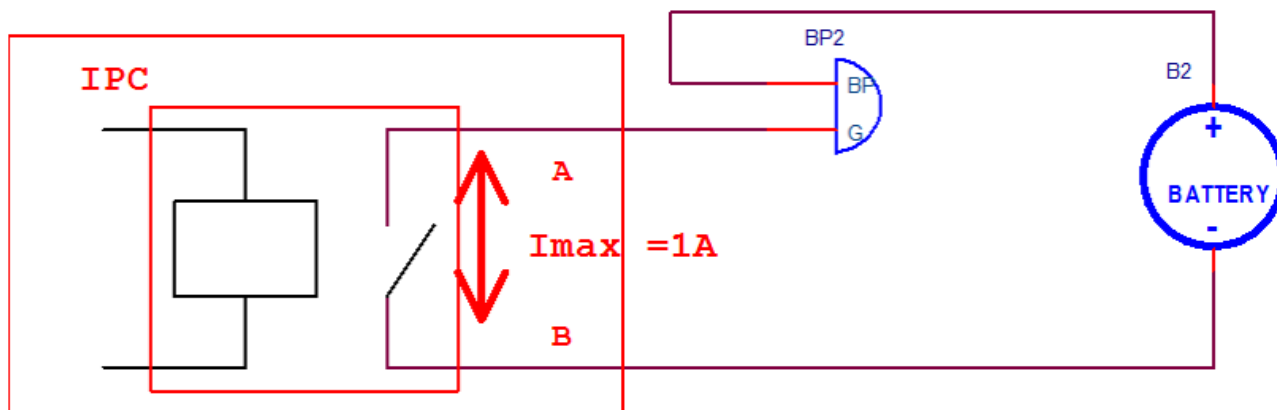 BP2
IPC
B2
BP
+
G
A
BATTERY
Imax =1A
-
B